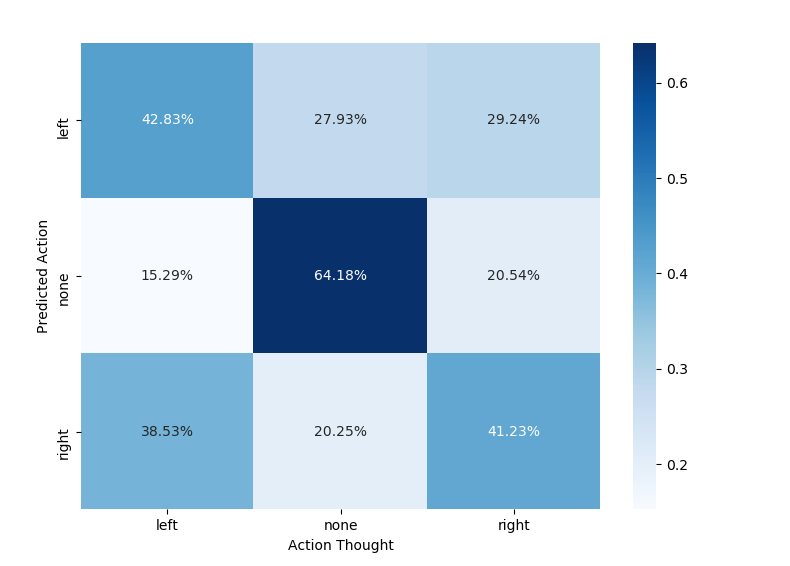 left 42.83% 27.93% 29.24%
none 15.29% 64.18% 20.54%
right 38.53% 20.25% 41.23%
Predicted Action
left none right
Action Thought
0.6
0.5
0.4
0.3
0.2